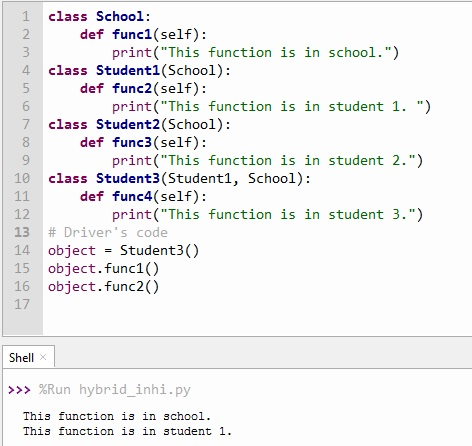 1 class School:
2     def func1(self):
3         print("This function is in school.")
4 class Student1(School):
5     def func2(self):
6         print("This function is in student 1. ")
7 class Student2(School):
8     def func3(self):
9         print("This function is in student 2.")
10 class Student3(Student1, School):
11     def func4(self):
12         print("This function is in student 3.")
13 # Driver's code
14 object = Student3()
15 object.func1()
16 object.func2()
17
Shell ×
>>> %Run hybrid_inhi.py
This function is in school.
This function is in student 1.